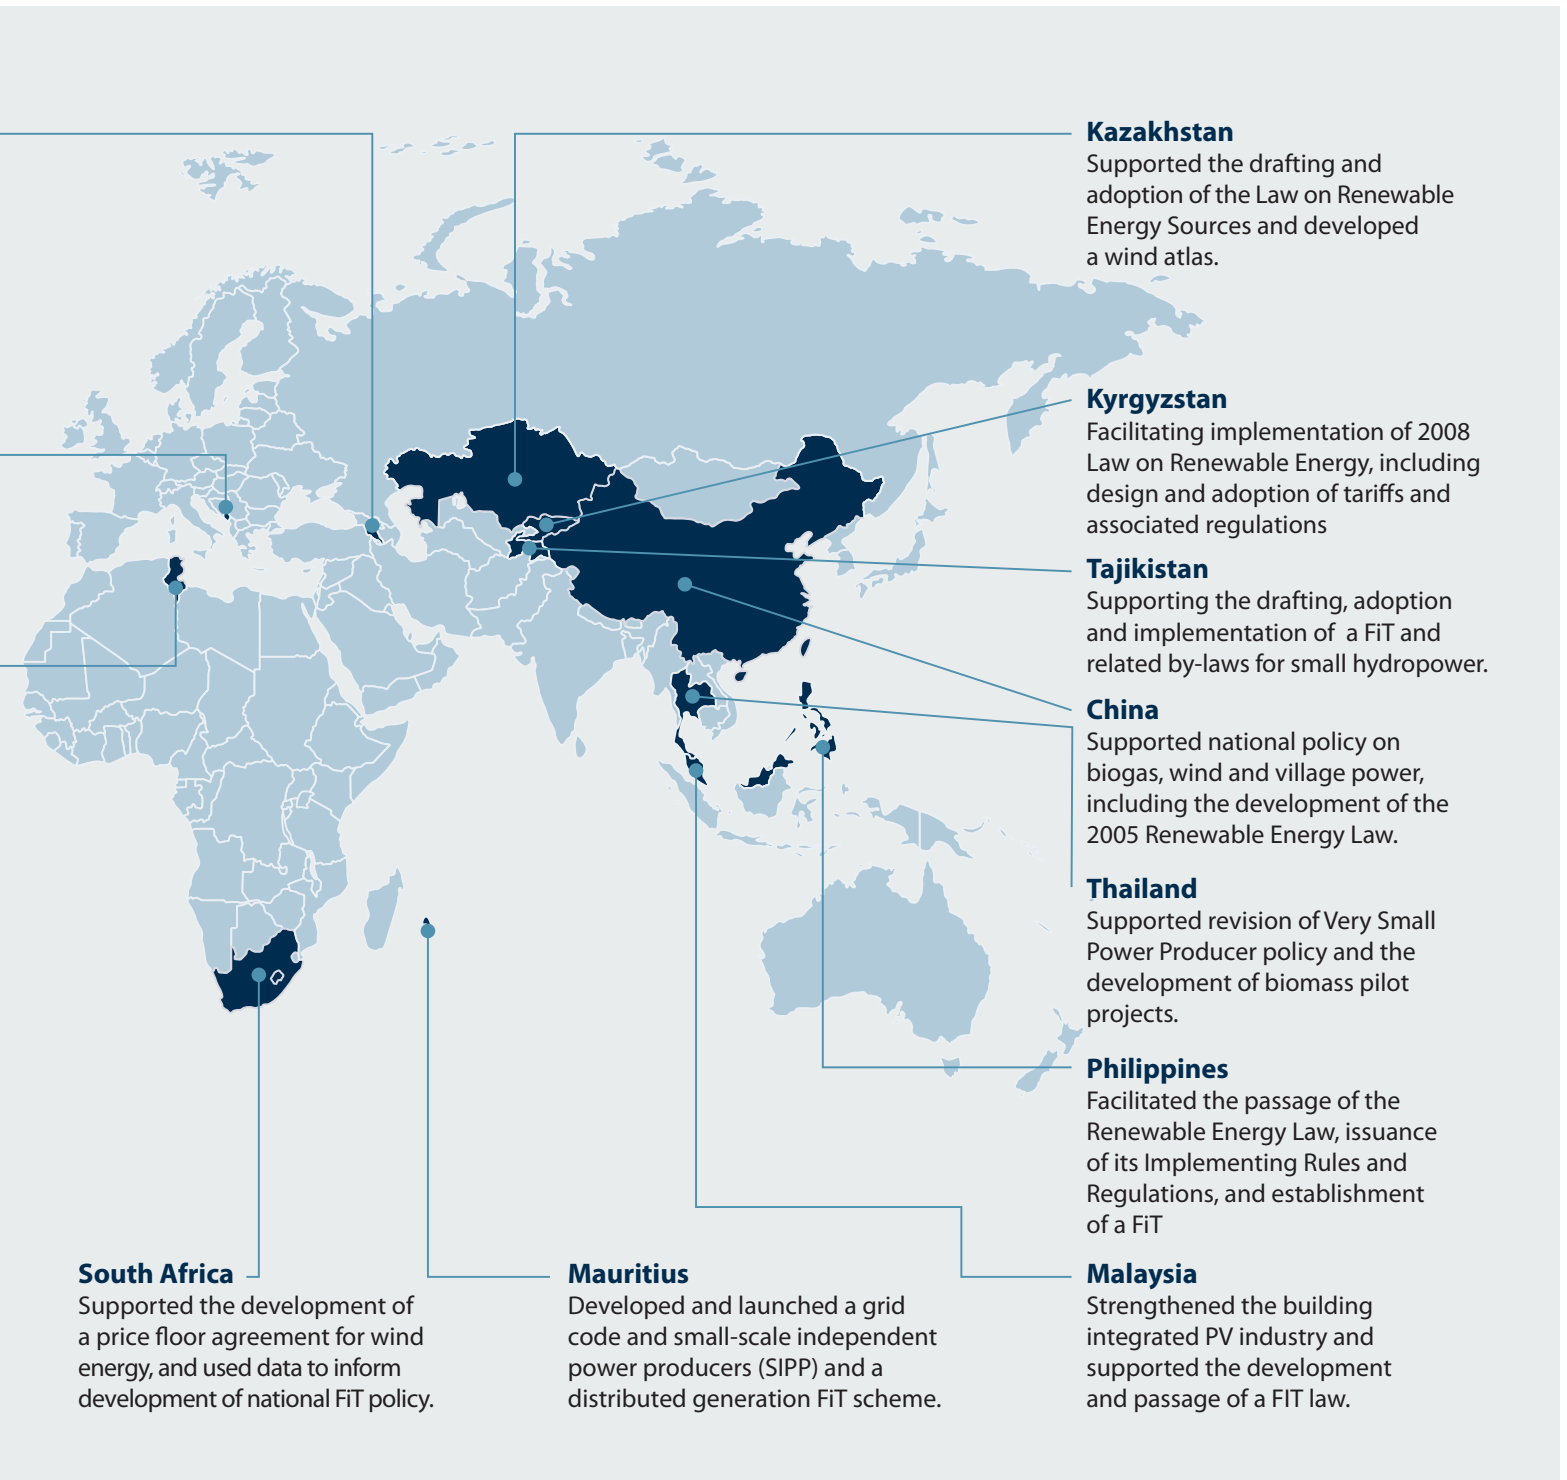 Kazakhstan
Supported the drafting and
adoption of the Law on Renewable
Energy Sources and developed
a wind atlas.
Kyrgyzstan
Facilitating implementation of 2008
Law on Renewable Energy, including
design and adoption of tariffs and
associated regulations
Tajikistan
Supporting the drafting, adoption
and implementation of a FiT and
related by-laws for small hydropower.
China
Supported national policy on
biogas, wind and village power,
including the development of the
2005 Renewable Energy Law.
Thailand
Supported revision of Very Small
Power Producer policy and the
development of biomass pilot
projects.
Philippines
Facilitated the passage of the
Renewable Energy Law, issuance
of its Implementing Rules and
Regulations, and establishment
of a FiT
South Africa
Supported the development of
a price floor agreement for wind
energy, and used data to inform
development of national FiT policy.
Mauritius
Developed and launched a grid
code and small-scale independent
power producers (SIPP) and a
distributed generation FiT scheme.
Malaysia
Strengthened the building
integrated PV industry and
supported the development
and passage of a FIT law.